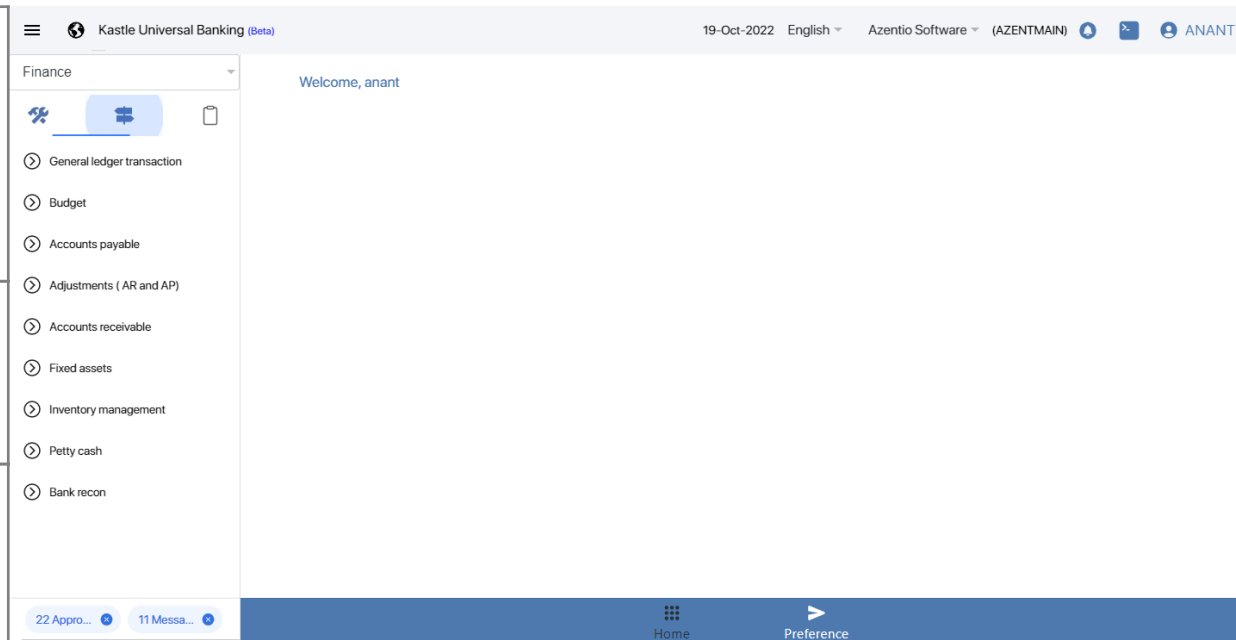 Kastle Universal Banking (Beta)
19-Oct-2022 English Azentio Software (AZENTMAIN) ANANT
Finance
Welcome, anant
General ledger transaction
Budget
Accounts payable
Adjustments ( AR and AP)
Accounts receivable
Fixed assets
Inventory management
Petty cash
Bank recon
22 Appro... 11 Messa...
Home
Preference